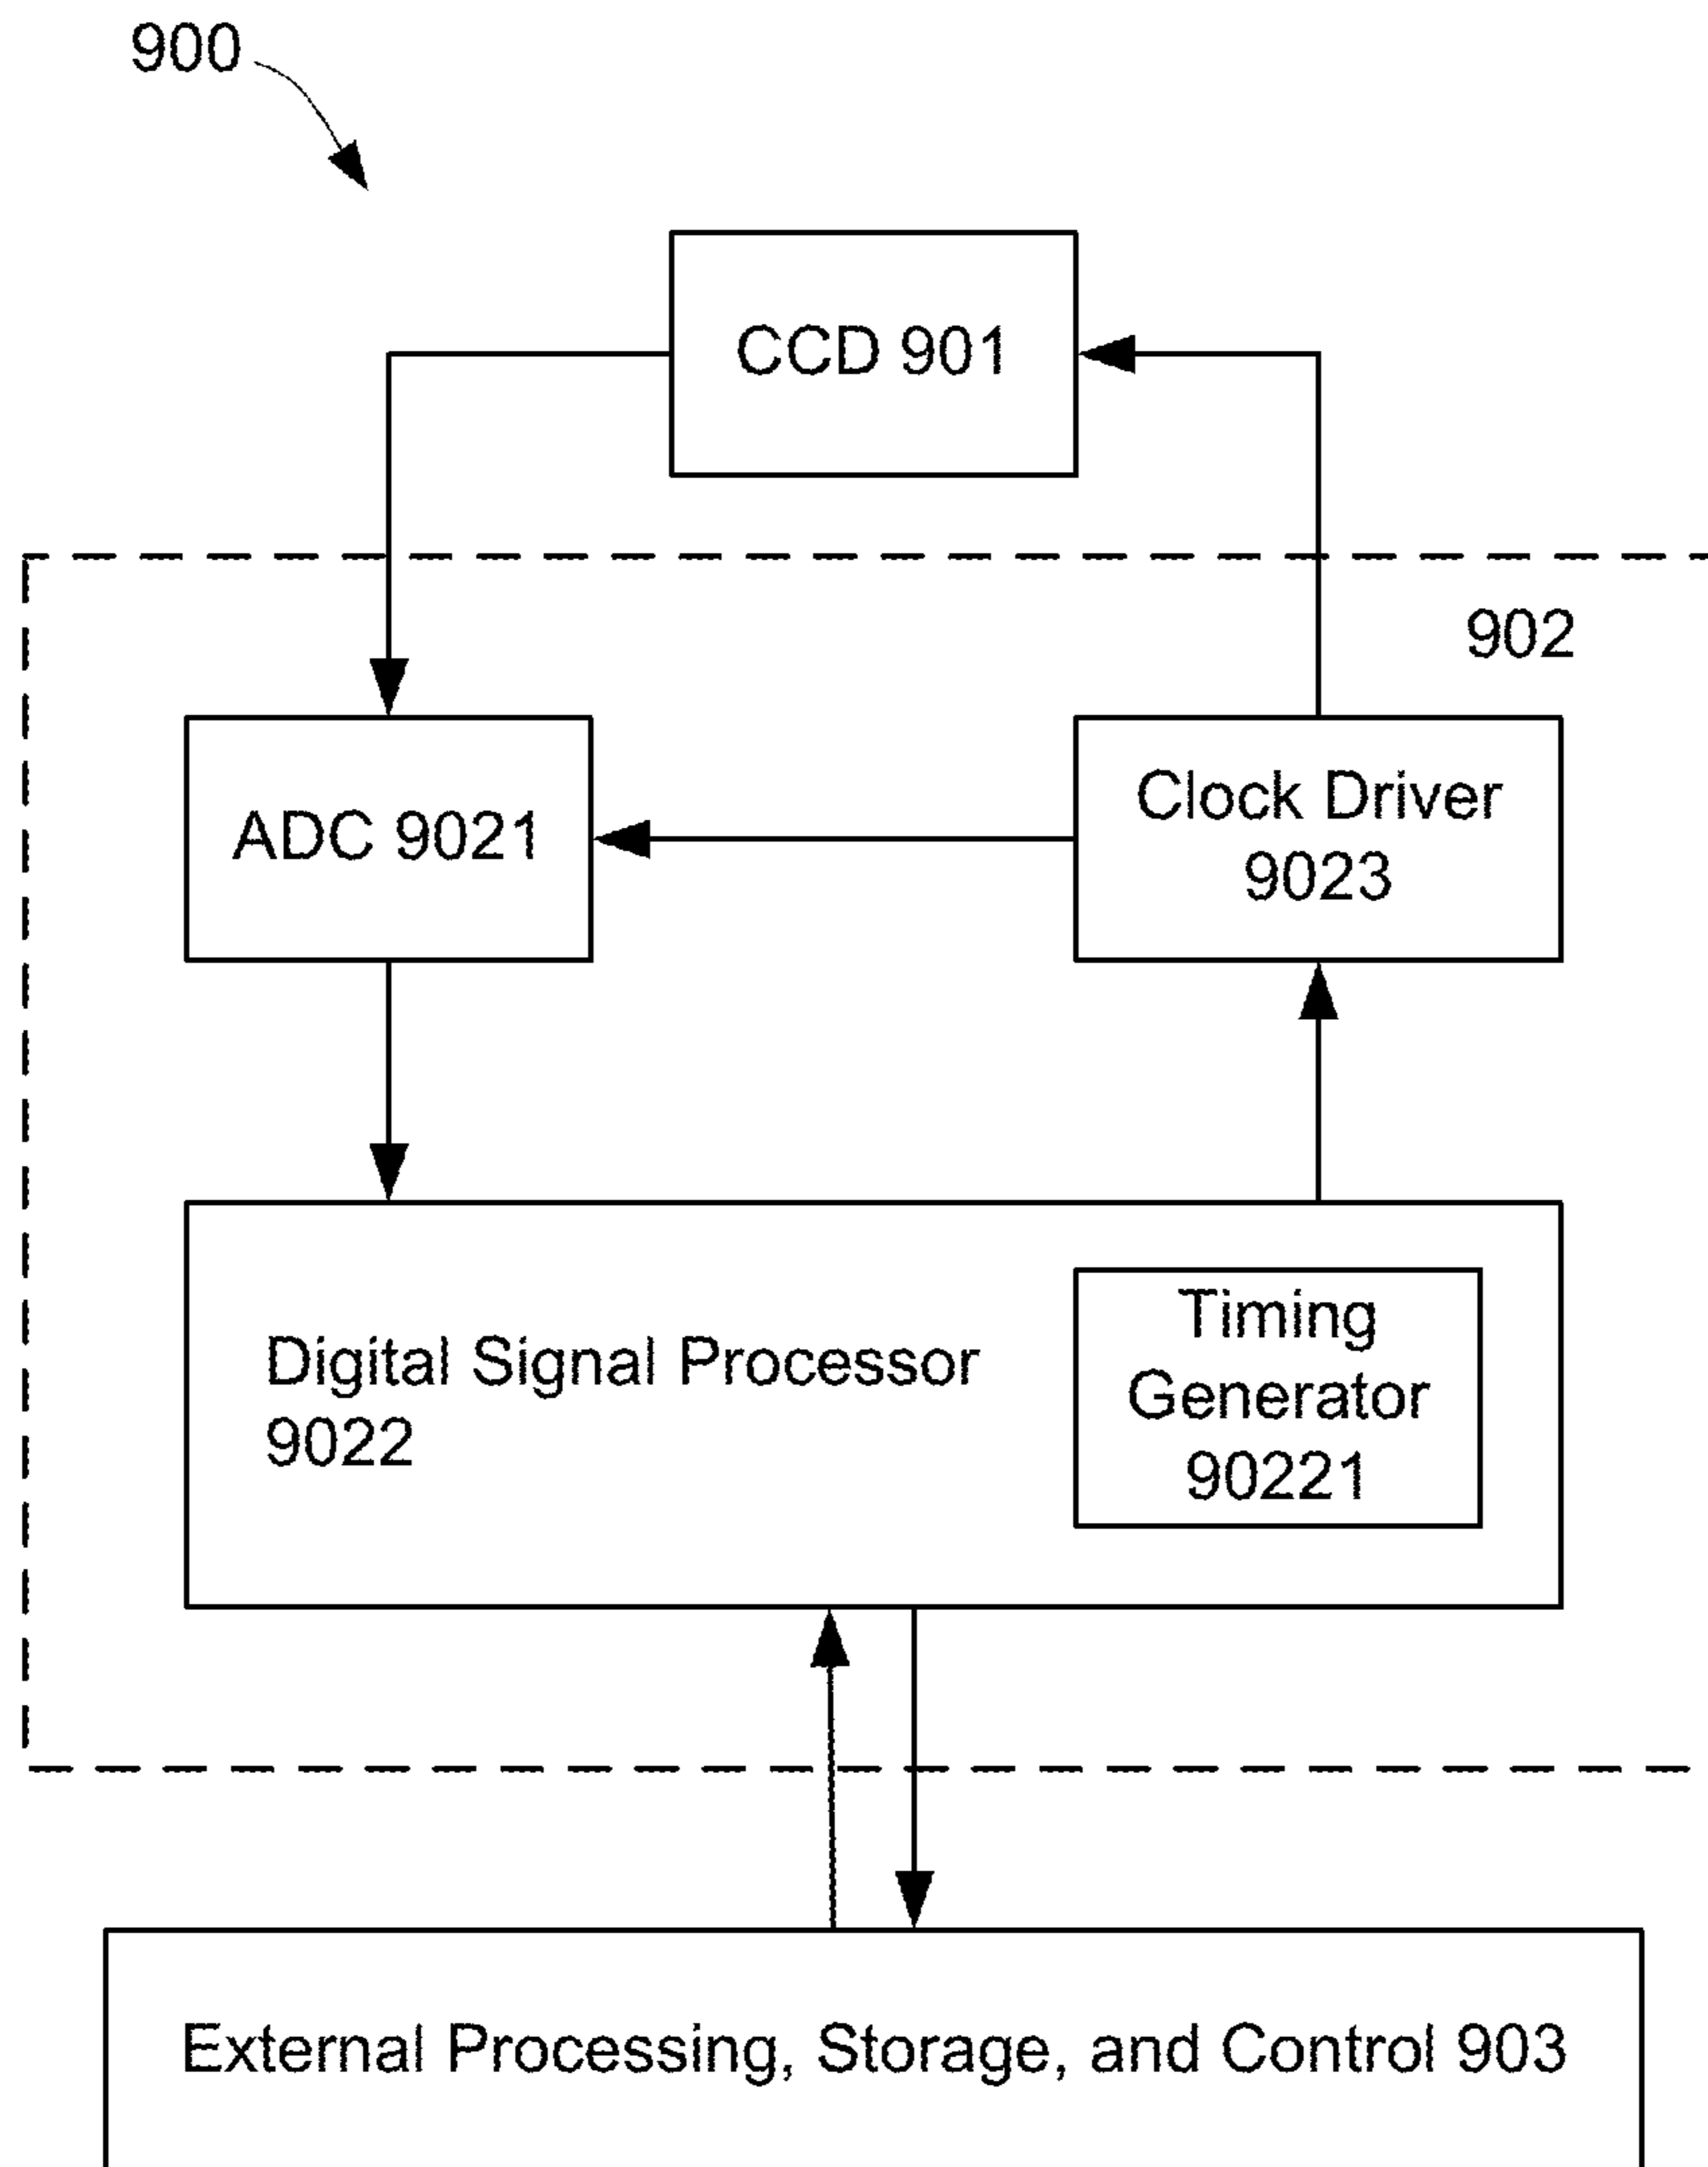 900
CCD 901
902
ADC 9021
Clock Driver
9023
Digital Signal Processor
9022
Timing
Generator
90221
External Processing, Storage, and Control 903